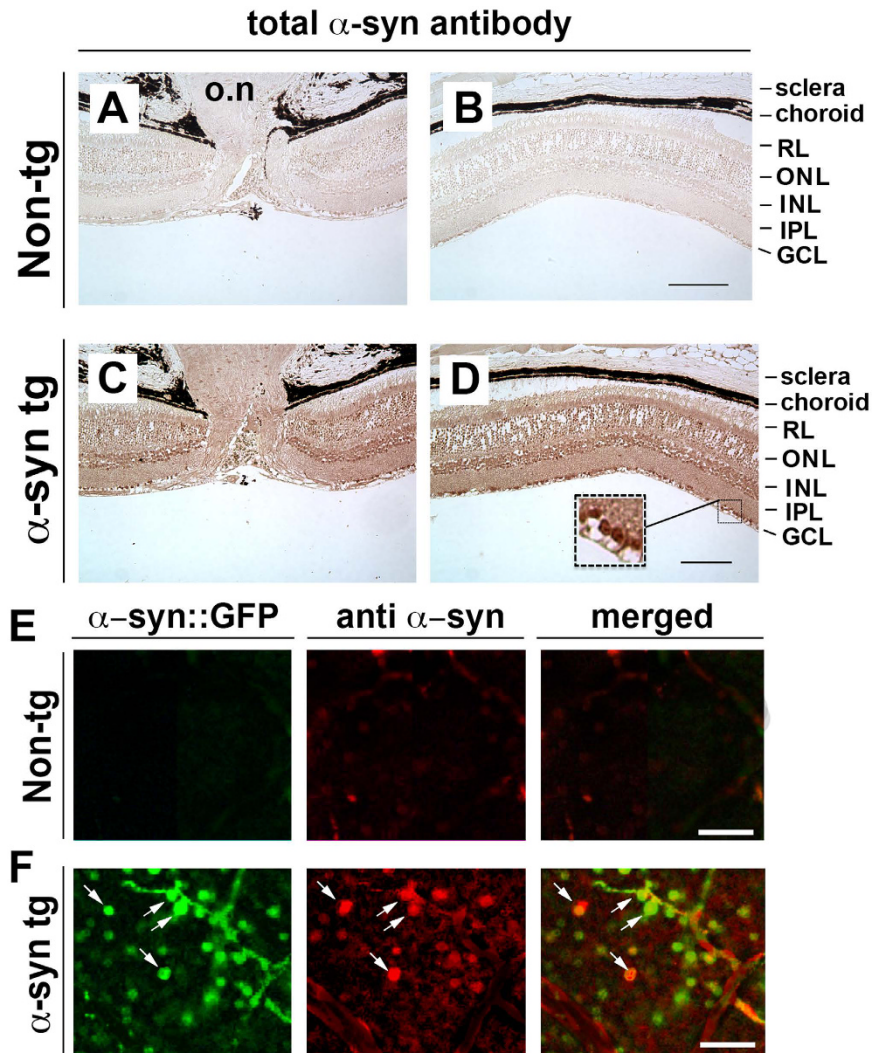 total α-syn antibody
Non-tg
A
o.n
B
sclera
choroid
RL
ONL
INL
IPL
GCL
α-syn tg
C
D
sclera
choroid
RL
ONL
INL
IPL
GCL
E
α–syn::GFP
anti α–syn
merged
Non-tg
F
α-syn tg